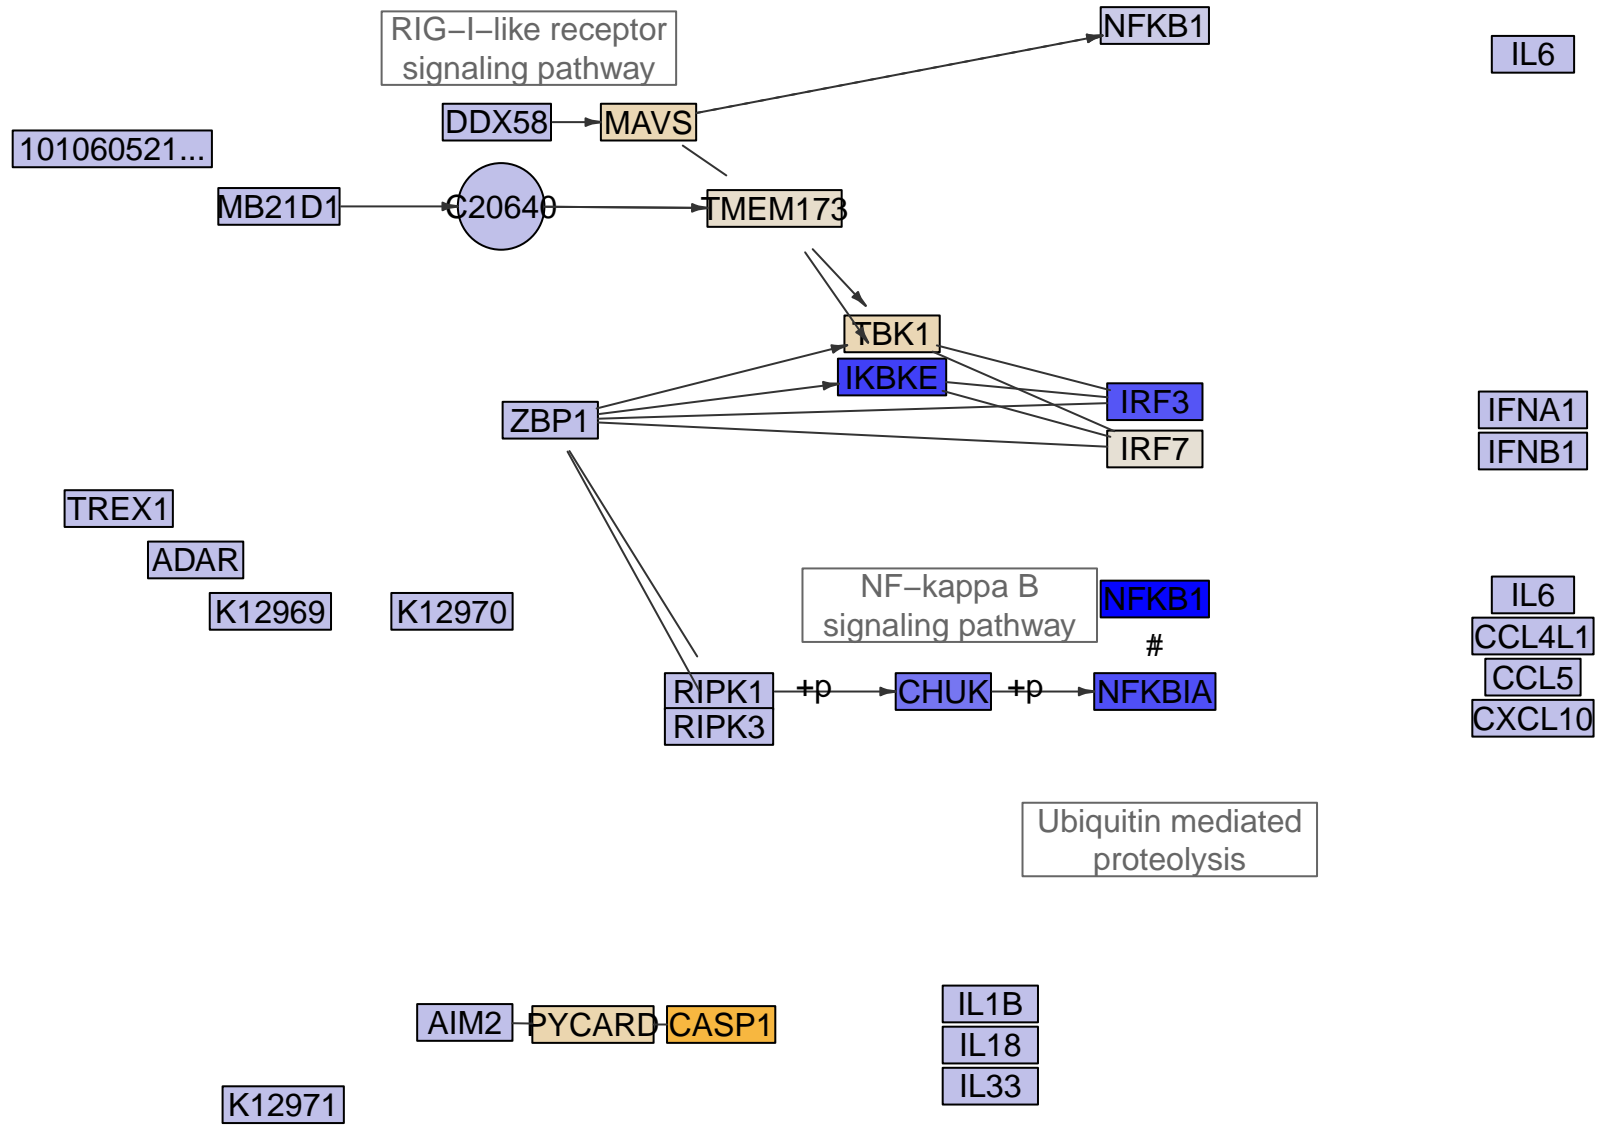 RIG−I−like receptor
signaling pathway
NFKB1
IL6
DDX58
MAVS
101060521...
MB21D1
C20640
TMEM173
TBK1
IKBKE
IRF3
IFNA1
ZBP1
IRF7
IFNB1
TREX1
ADAR
K12969
K12970
NF−kappa B
signaling pathway
NFKB1
IL6
#
CCL4L1
RIPK1
+p
CHUK
+p
NFKBIA
CCL5
RIPK3
CXCL10
Ubiquitin mediated
proteolysis
AIM2
PYCARD
CASP1
IL1B
IL18
IL33
K12971